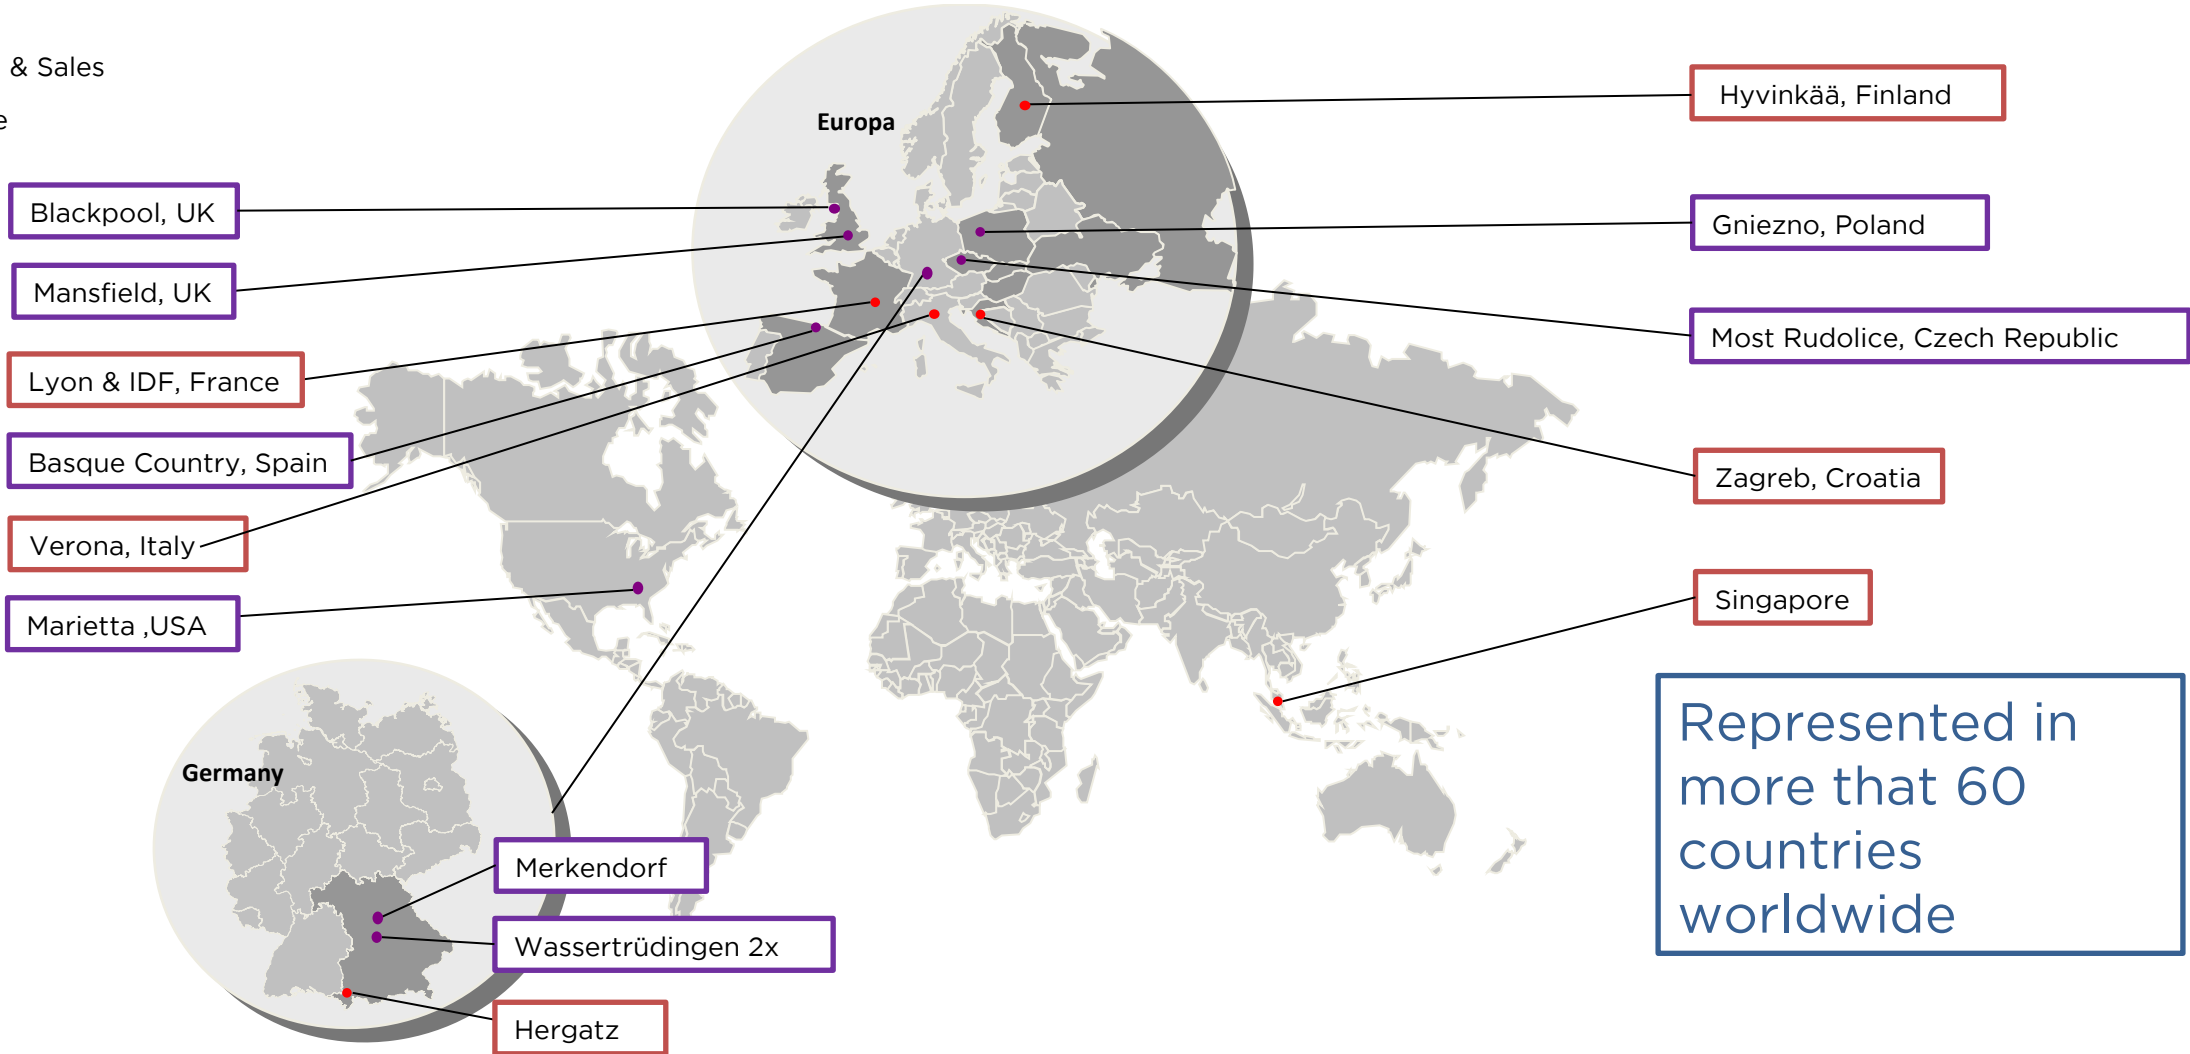 & Sales
e
Europa
Hyvinkää, Finland
Blackpool, UK
Gniezno, Poland
Mansfield, UK
Most Rudolice, Czech Republic
Lyon & IDF, France
Basque Country, Spain
Zagreb, Croatia
Verona, Italy
Marietta ,USA
Singapore
Represented in
more that 60
countries
worldwide
Germany
Merkendorf
Wassertrüdingen 2x
Hergatz